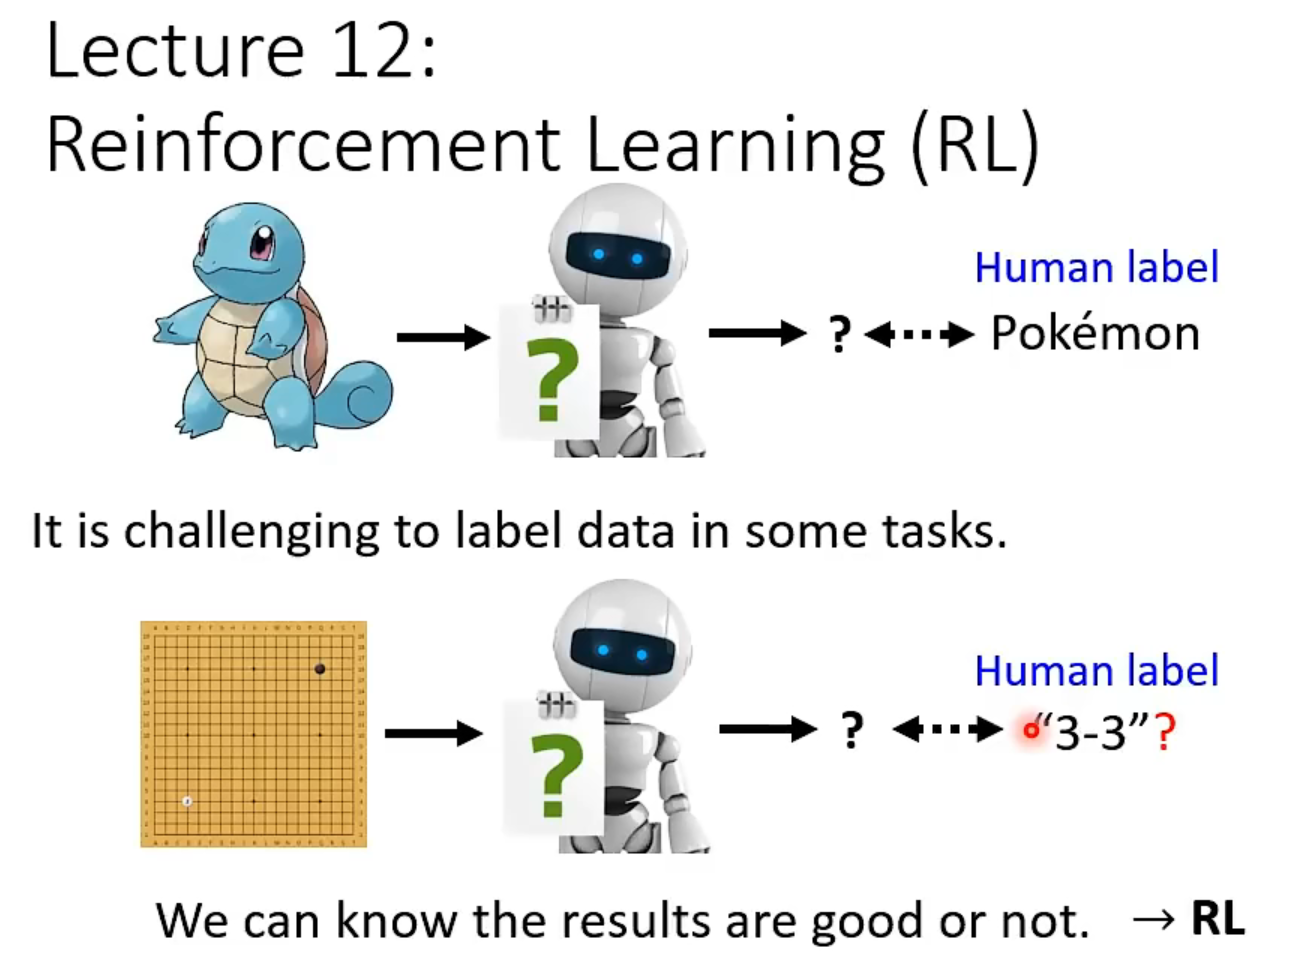 Lecture 12:
Reinforcement Learning (RL)
Human label
?
? Pokémon
It is challenging to label data in some tasks.
Human label
?
? “3-3”?
We can know the results are good or not. → RL